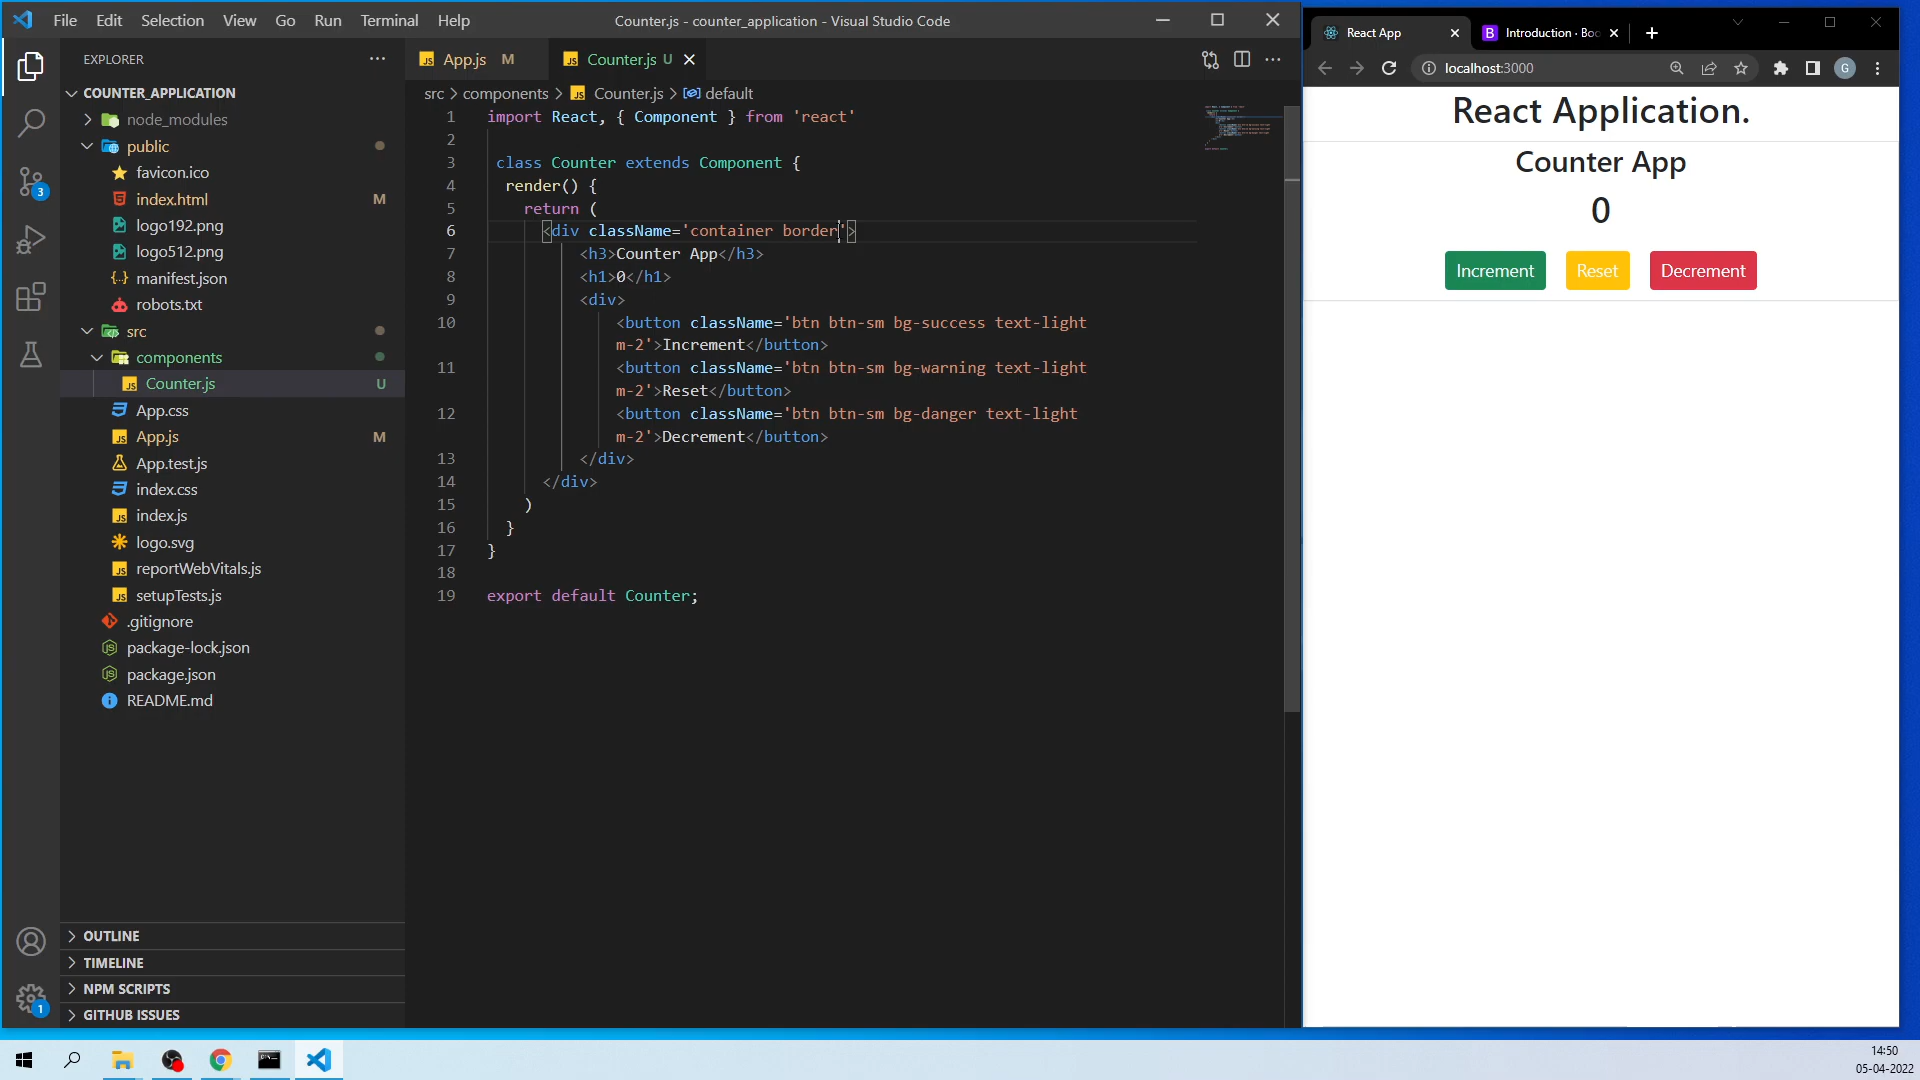 File Edit Selection View Go Run Terminal Help
Counter.js - counter_application - Visual Studio Code
EXPLORER
COUNTER_APPLICATION
node_modules
public
favicon.ico
index.html M
logo192.png
logo512.png
manifest.json
robots.txt
src
components
Counter.js U
App.css
App.js M
App.test.js
index.css
index.js
logo.svg
reportWebVitals.js
setupTests.js
.gitignore
package-lock.json
package.json
README.md
OUTLINE
TIMELINE
NPM SCRIPTS
GITHUB ISSUES
3
1
App.js M
Counter.js U
src > components > Counter.js > default
1 import React, { Component } from 'react'
2
3 class Counter extends Component {
4 render() {
5 return (
6 <div className='container border'>
7 <h3>Counter App</h3>
8 <h1>0</h1>
9 <div>
10 <button className='btn btn-sm bg-success text-light
m-2'>Increment</button>
11 <button className='btn btn-sm bg-warning text-light
m-2'>Reset</button>
12 <button className='btn btn-sm bg-danger text-light
m-2'>Decrement</button>
13 </div>
14 </div>
15 )
16 }
17 }
18
19 export default Counter;
React App
B Introduction · Boo
localhost:3000
G
React Application.
Counter App
0
Increment Reset Decrement
14:50
05-04-2022